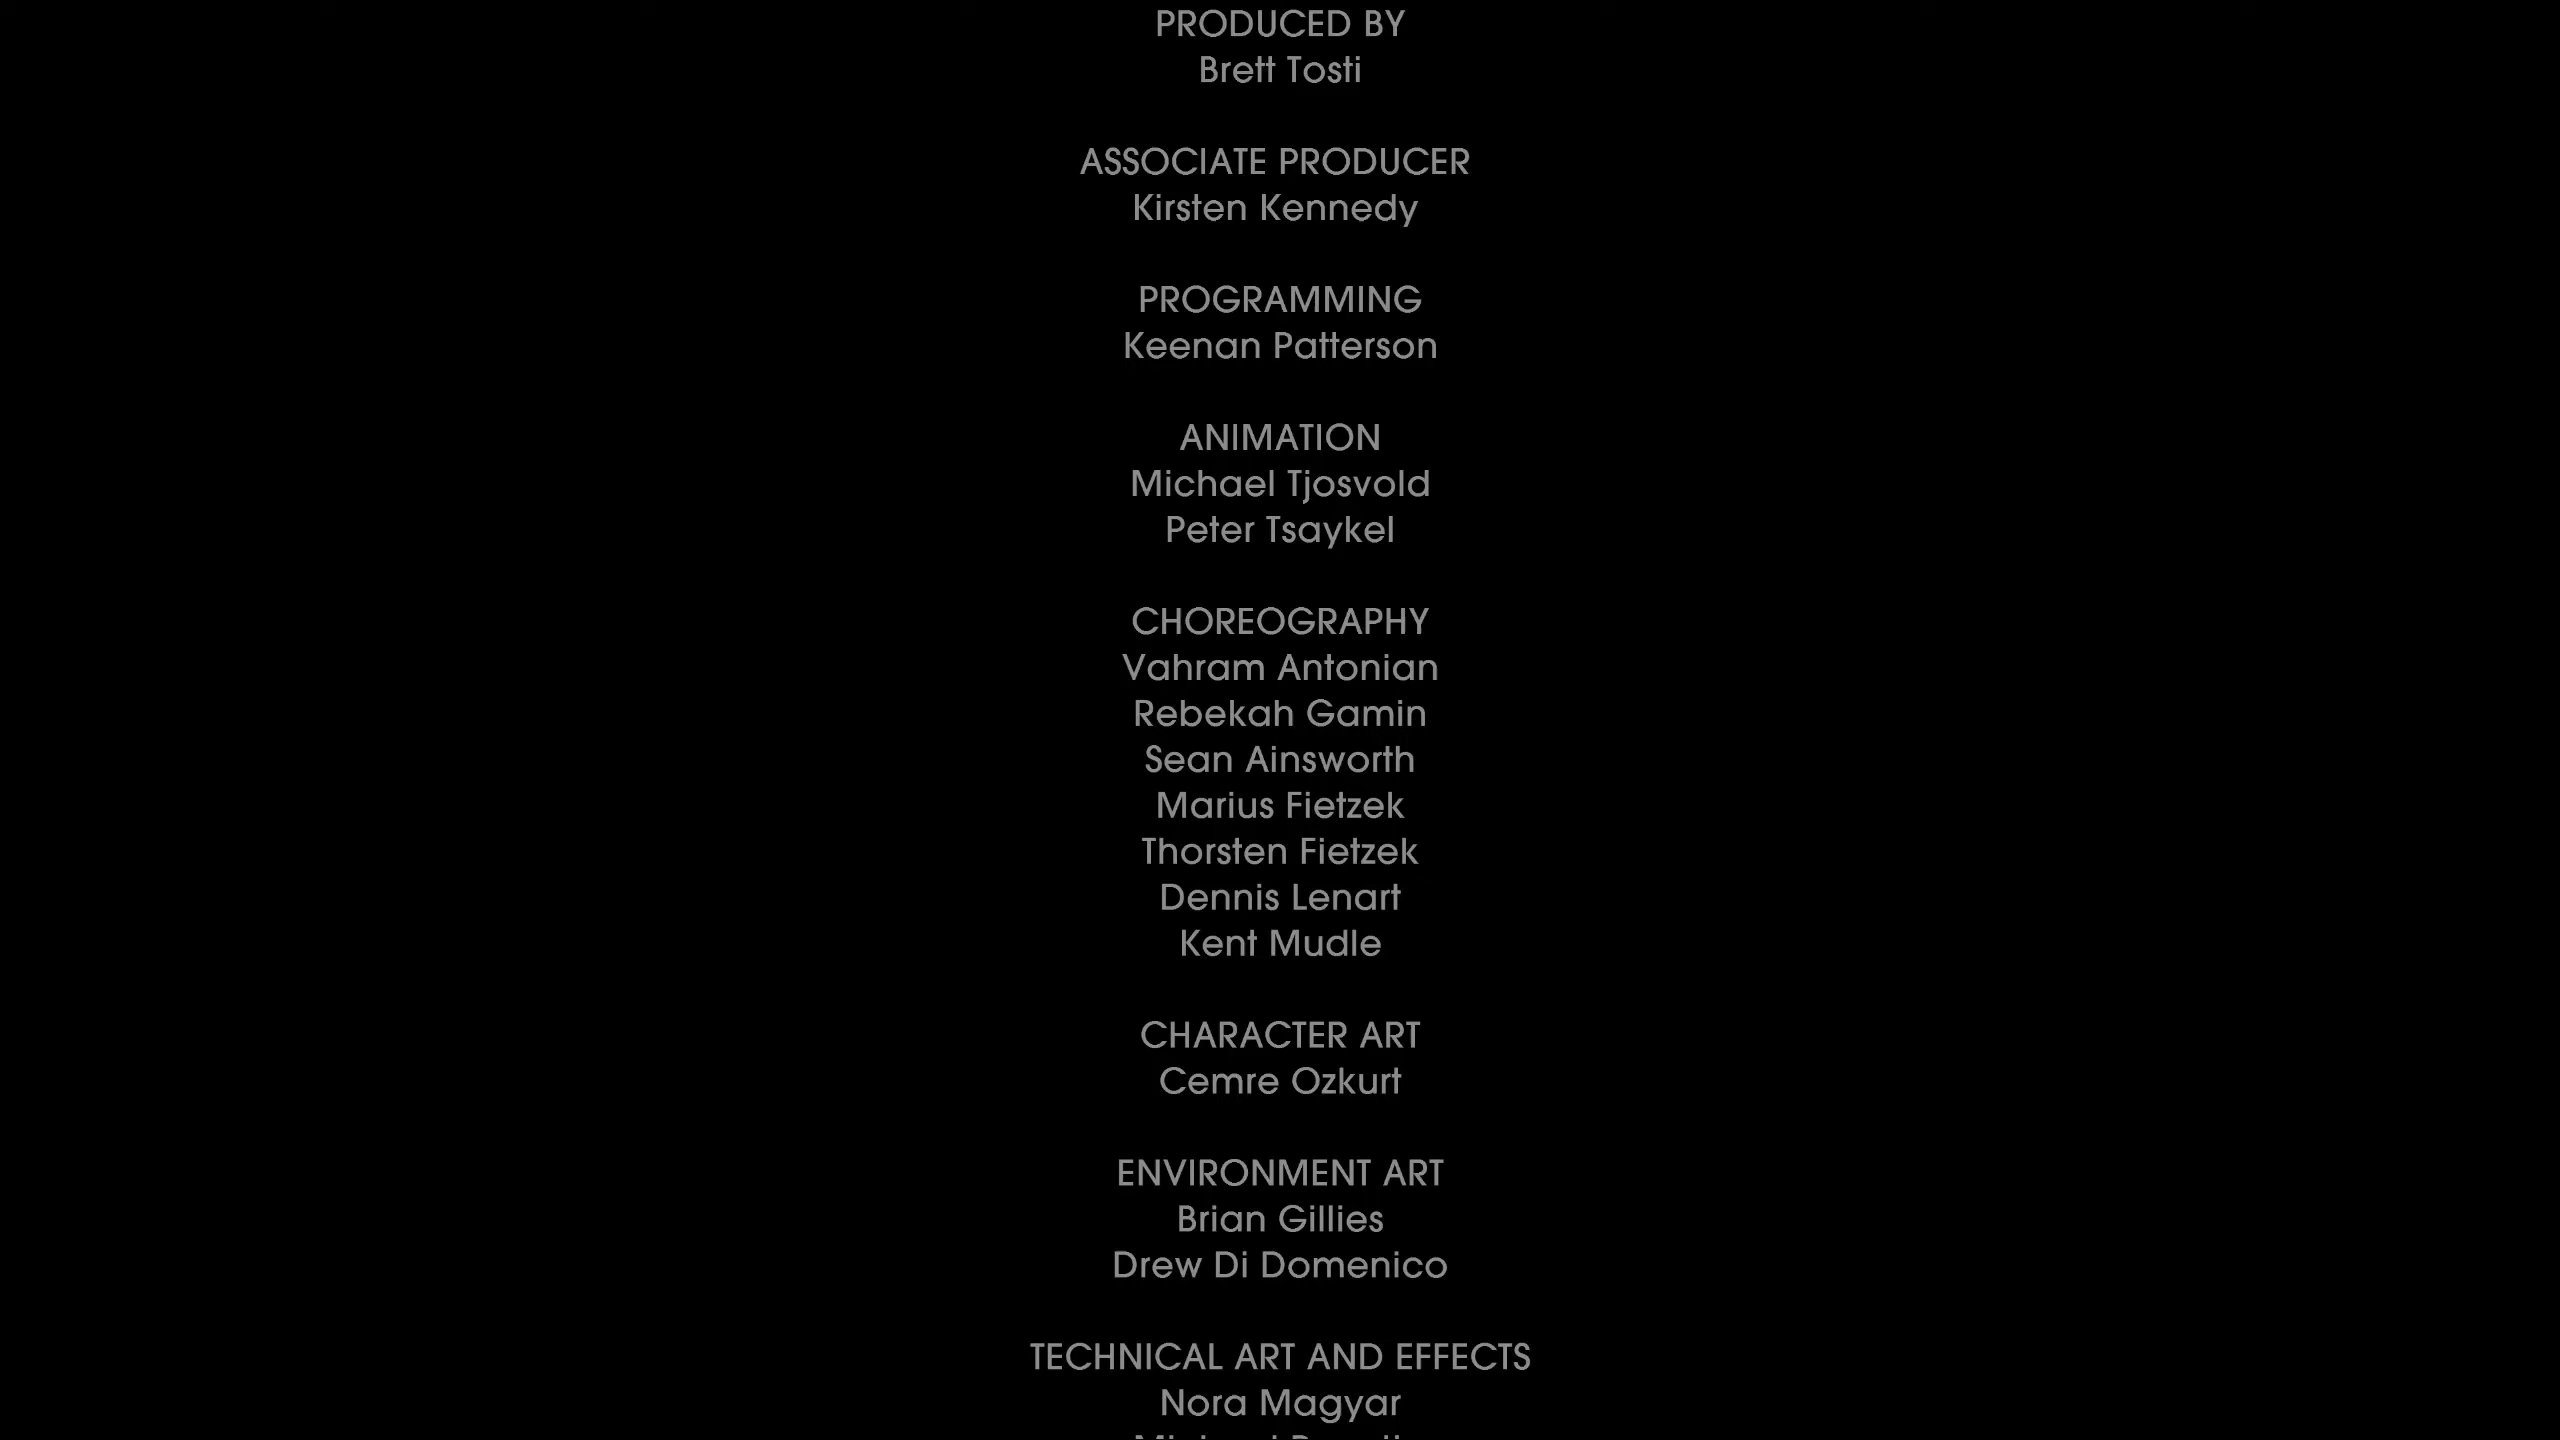 PRODUCED BY
Brett Tosti
ASSOCIATE PRODUCER
Kirsten Kennedy
PROGRAMMING
Keenan Patterson
ANIMATION
Michael Tjosvold
Peter Tsaykel
CHOREOGRAPHY
Vahram Antonian
Rebekah Gamin
Sean Ainsworth
Marius Fietzek
Thorsten Fietzek
Dennis Lenart
Kent Mudle
CHARACTER ART
Cemre Ozkurt
ENVIRONMENT ART
Brian Gillies
Drew Di Domenico
TECHNICAL ART AND EFFECTS
Nora Magyar